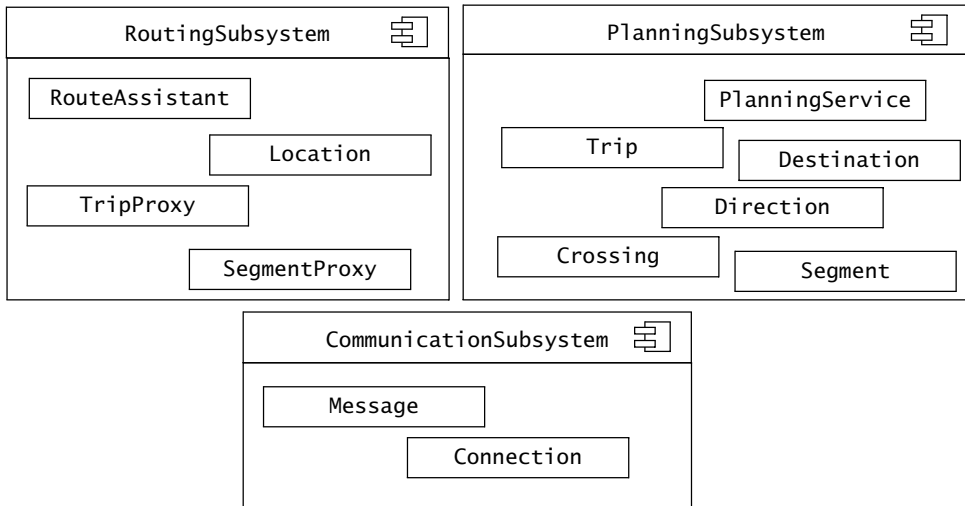 RoutingSubsystem
RouteAssistant
Location
TripProxy
SegmentProxy
PlanningSubsystem
PlanningService
Trip
Destination
Direction
Crossing
Segment
CommunicationSubsystem
Message
Connection